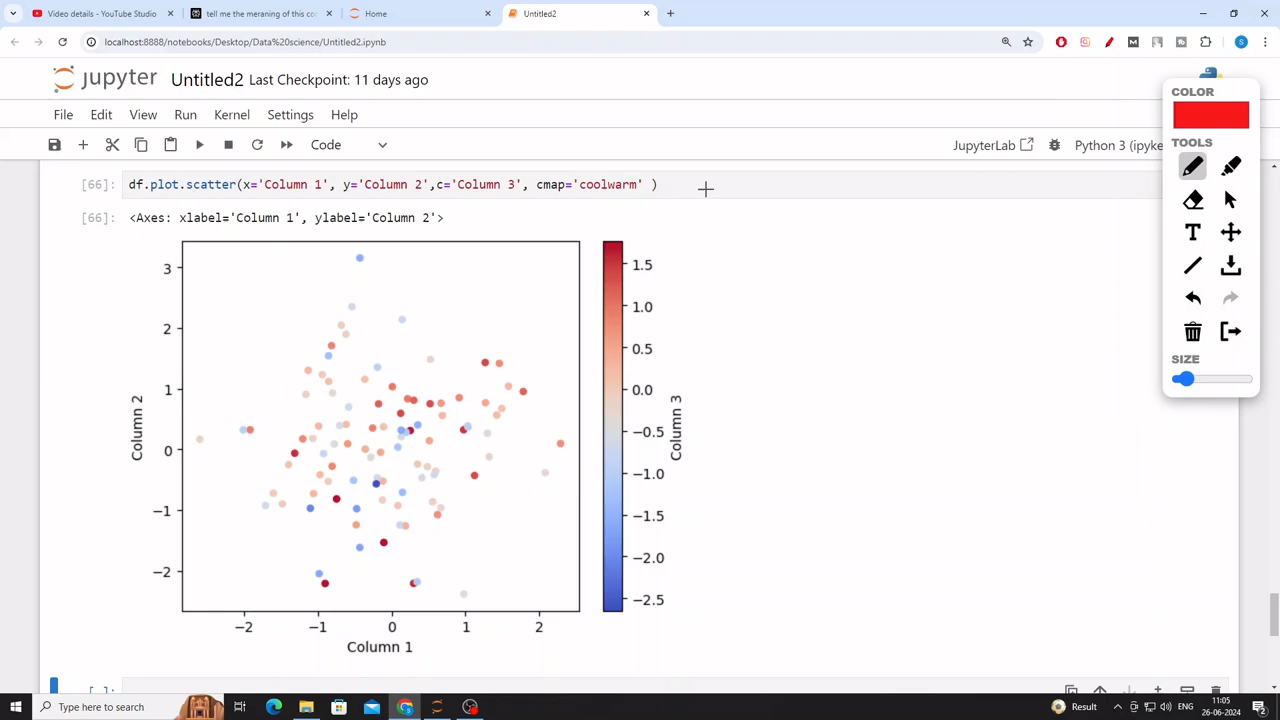 Video details - YouTube Studio
tell me the meraning of this co
Home
Untitled2
localhost:8888/notebooks/Desktop/Data%20science/Untitled2.ipynb
S
jupyter Untitled2 Last Checkpoint: 11 days ago
File Edit View Run Kernel Settings Help
Code
JupyterLab
Python 3 (ipyke
COLOR
TOOLS
T
SIZE
[66]: df.plot.scatter(x='Column 1', y='Column 2',c='Column 3', cmap='coolwarm' )
[66]: <Axes: xlabel='Column 1', ylabel='Column 2'>
3
2
1
0
−1
−2
Column 2
−2 −1 0 1 2
Column 1
1.5
1.0
0.5
0.0
−0.5
−1.0
−1.5
−2.0
−2.5
Column 3
[ ]:
Type here to search
Result
ENG
11:05
26-06-2024
2